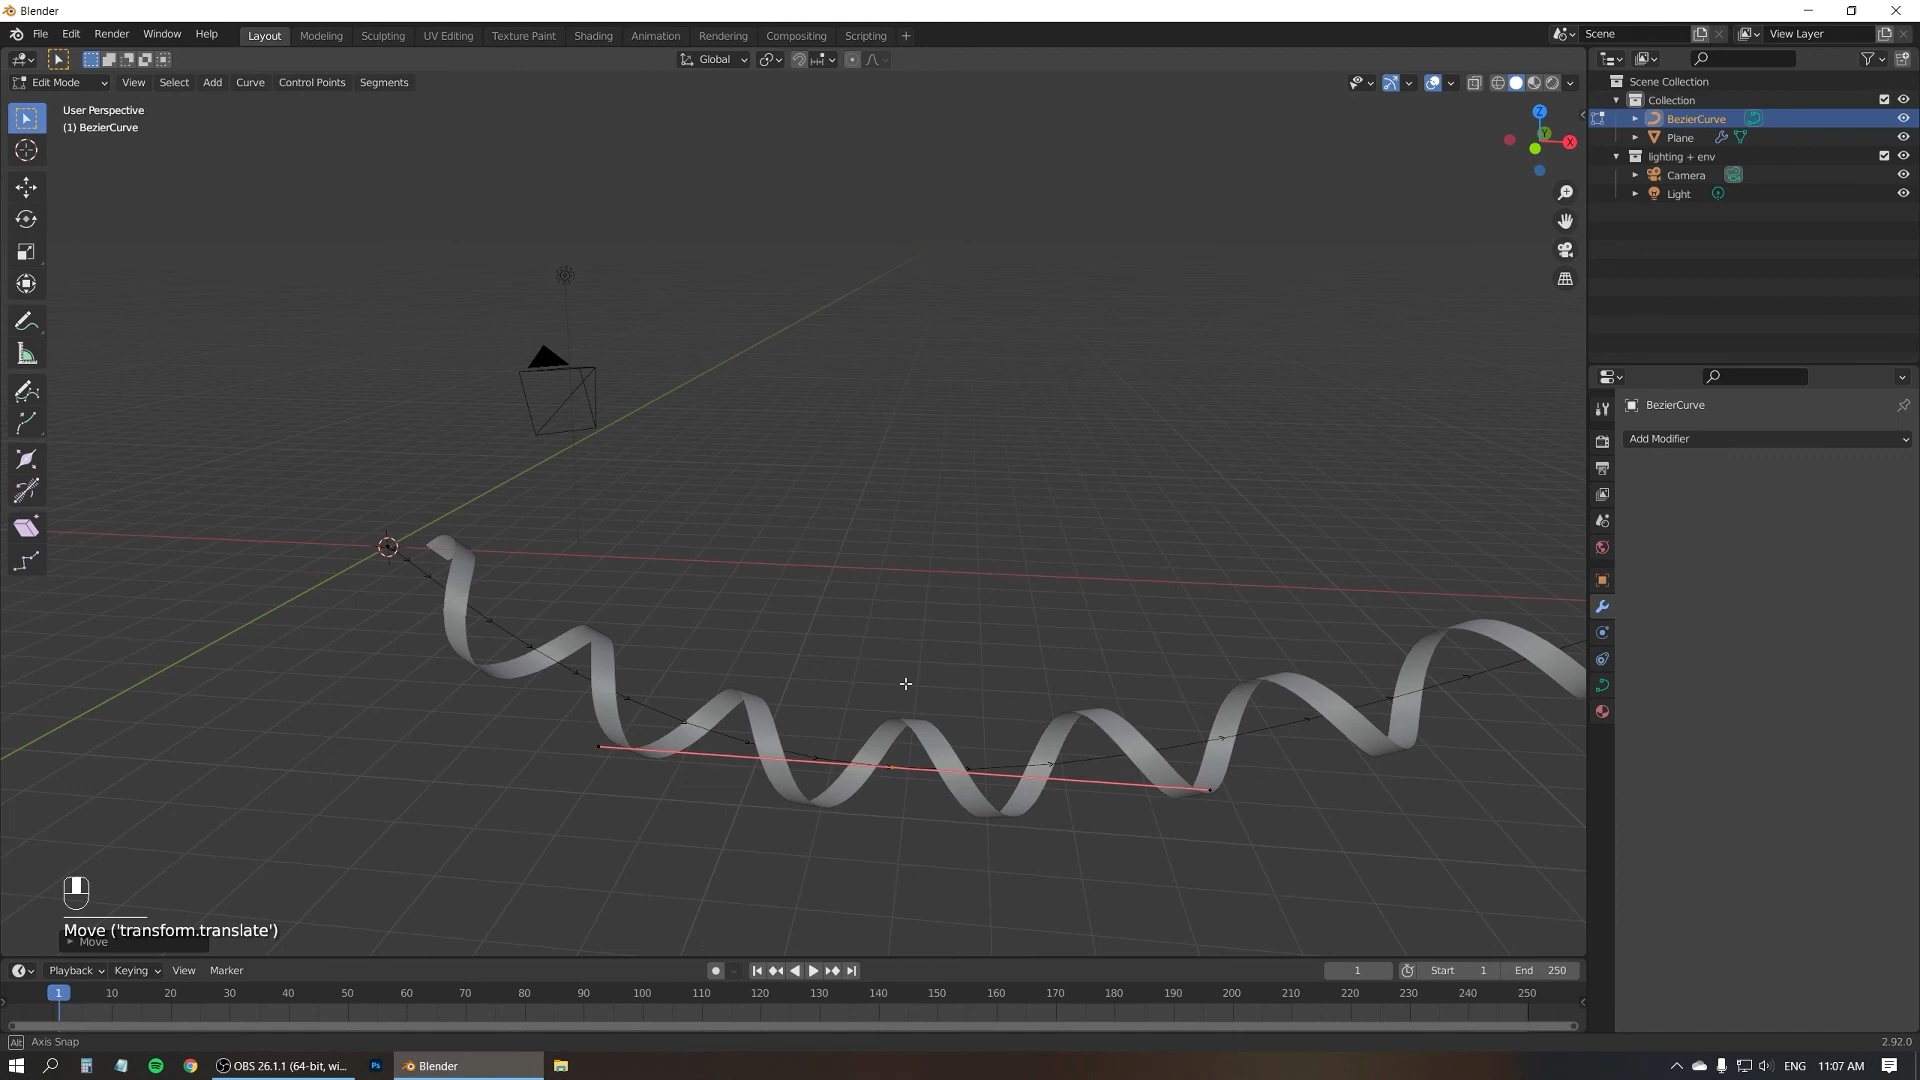 Blender
File Edit Render Window Help
Layout Modeling Sculpting UV Editing Texture Paint Shading Animation Rendering Compositing Scripting +
Scene
View Layer
Global
Edit Mode View Select Add Curve Control Points Segments
User Perspective
(1) BezierCurve
Z
Y
X
Scene Collection
Collection
BezierCurve
Plane
lighting + env
Camera
Light
BezierCurve
Add Modifier
Move ('transform.translate')
Move
Playback Keying View Marker
1 Start 1 End 250
1 10 20 30 40 50 60 70 80 90 100 110 120 130 140 150 160 170 180 190 200 210 220 230 240 250
Alt Axis Snap
2.92.0
OBS 26.1.1 (64-bit, wi...
Ps
Blender
ENG 11:07 AM